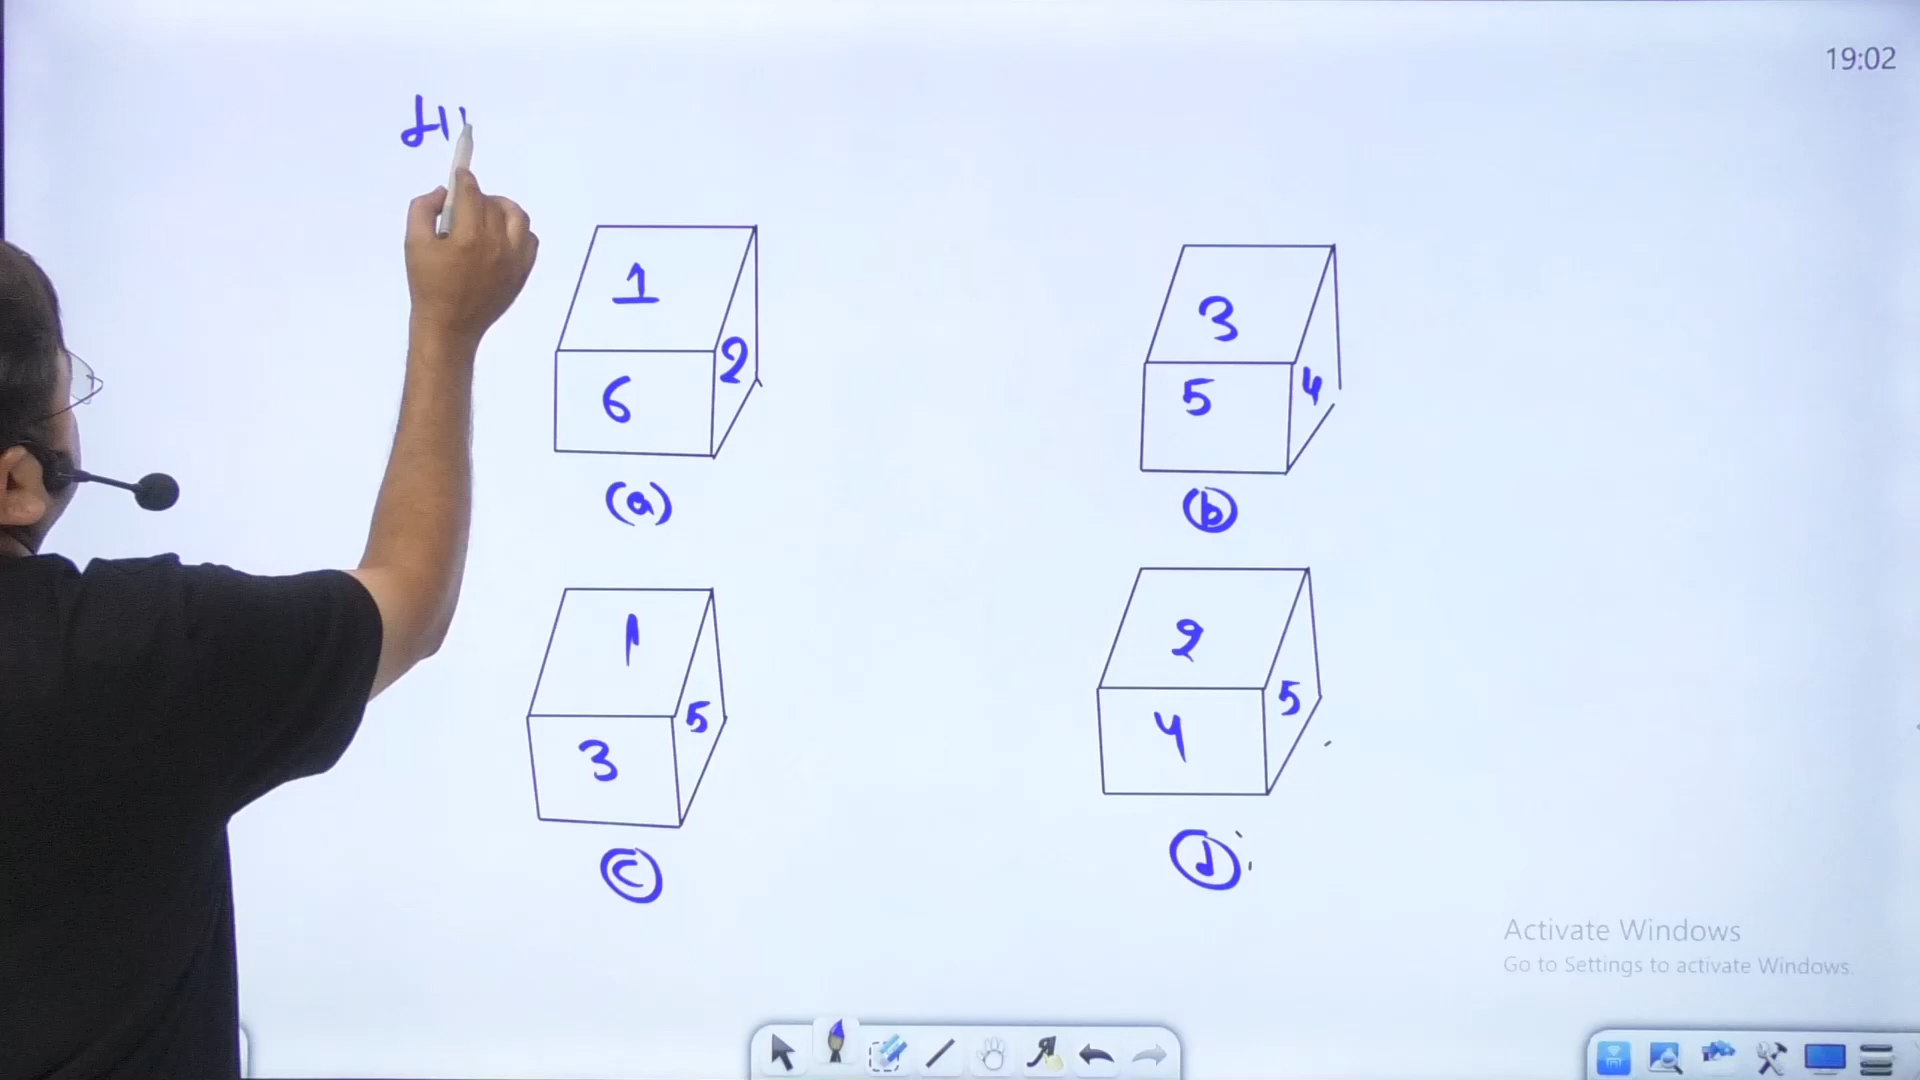 19:02
1
6
2
(a)
3
5
4
(b)
1
3
5
(c)
2
4
5
(d)
Activate Windows
Go to Settings to activate Windows